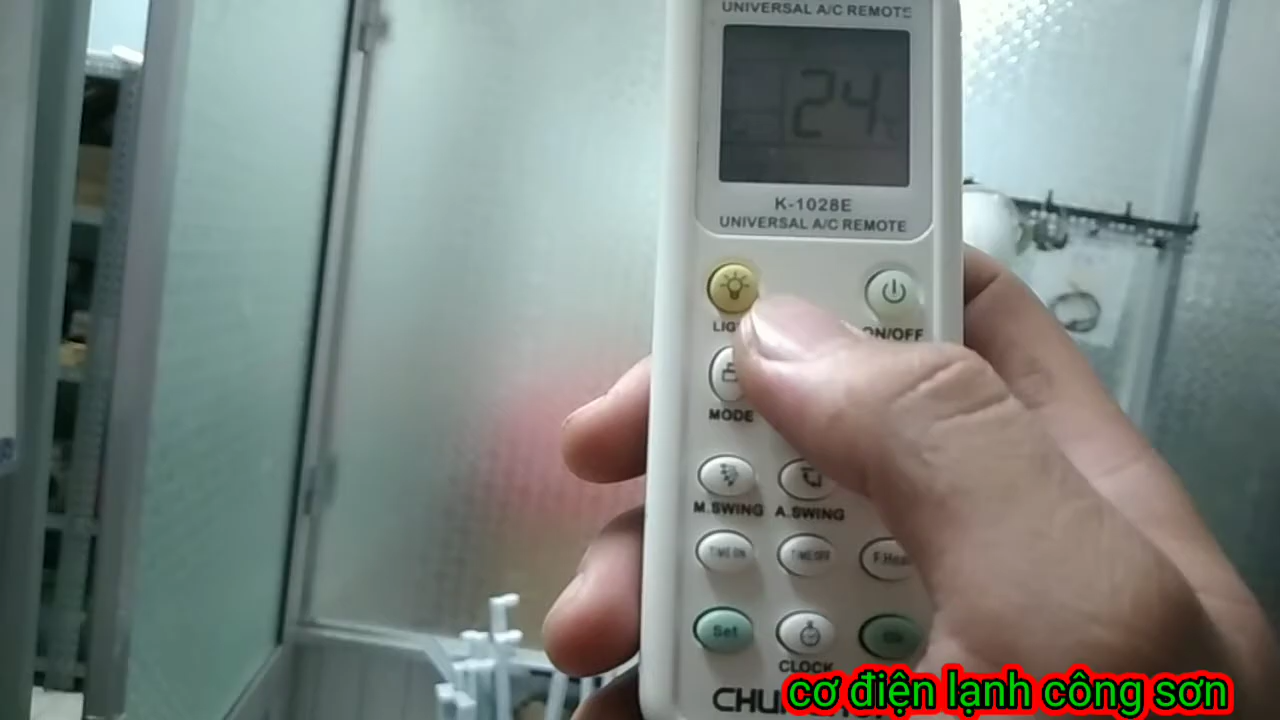 UNIVERSAL A/C REMOTE
24
K-1028E
UNIVERSAL A/C REMOTE
ON/OFF
MODE
M.SWING A.SWING
TIME ON TIME OFF
Set
CLOCK
cơ điện lạnh công sơn